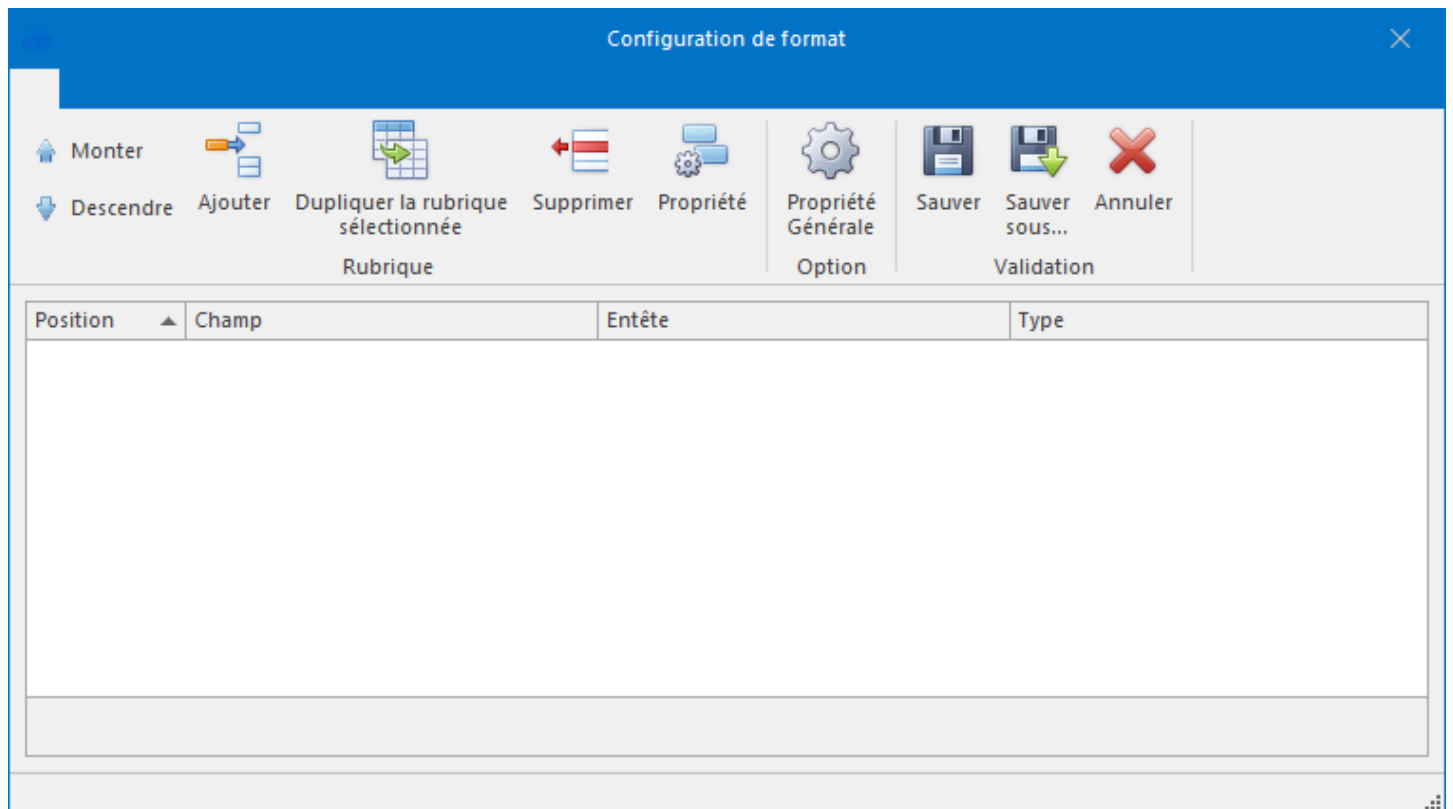 Configuration de format
Monter
Descendre
Ajouter
Dupliquer la rubrique
sélectionnée
Supprimer
Propriété
Rubrique
Propriété
Générale
Option
Sauver
Sauver
sous...
Annuler
Validation
Position
Champ
Entête
Type